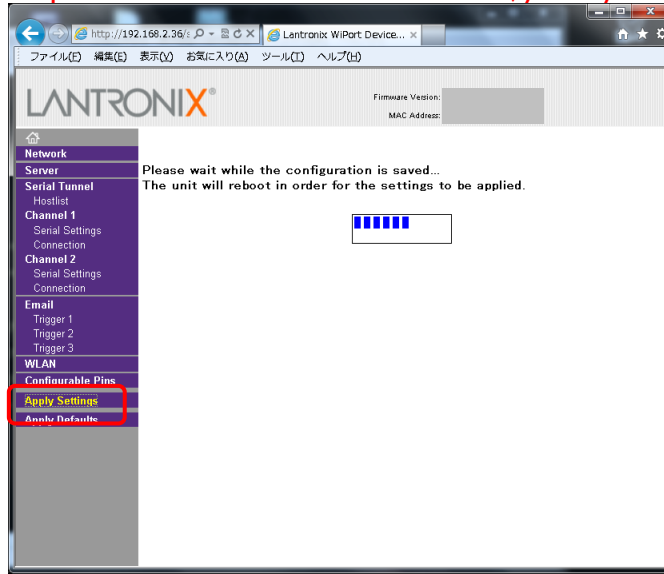 http://192.168.2.36/s
Lantronix WiPort Device...
ファイル(F) 編集(E) 表示(V) お気に入り(A) ツール(T) ヘルプ(H)
LANTRONIX®
Firmware Version:
MAC Address:
Network
Server
Serial Tunnel
Hostlist
Channel 1
Serial Settings
Connection
Channel 2
Serial Settings
Connection
Email
Trigger 1
Trigger 2
Trigger 3
WLAN
Configurable Pins
Apply Settings
Apply Defaults
Please wait while the configuration is saved...
The unit will reboot in order for the settings to be applied.